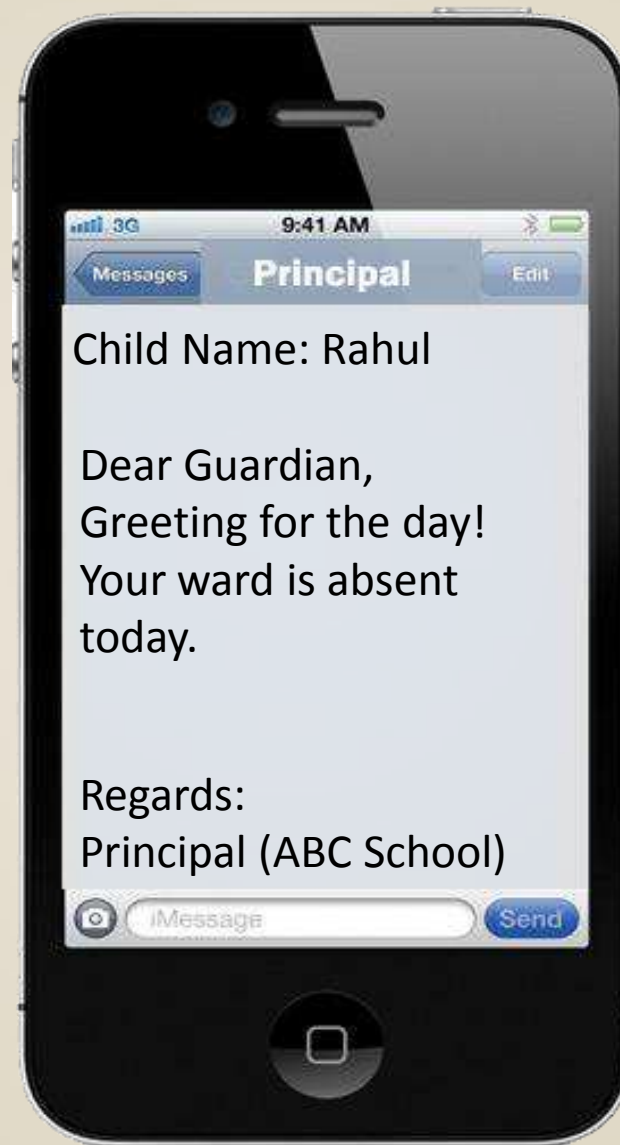 3G 9:41 AM
Messages Principal Edit
Child Name: Rahul
Dear Guardian,
Greeting for the day!
Your ward is absent
today.
Regards:
Principal (ABC School)
iMessage Send